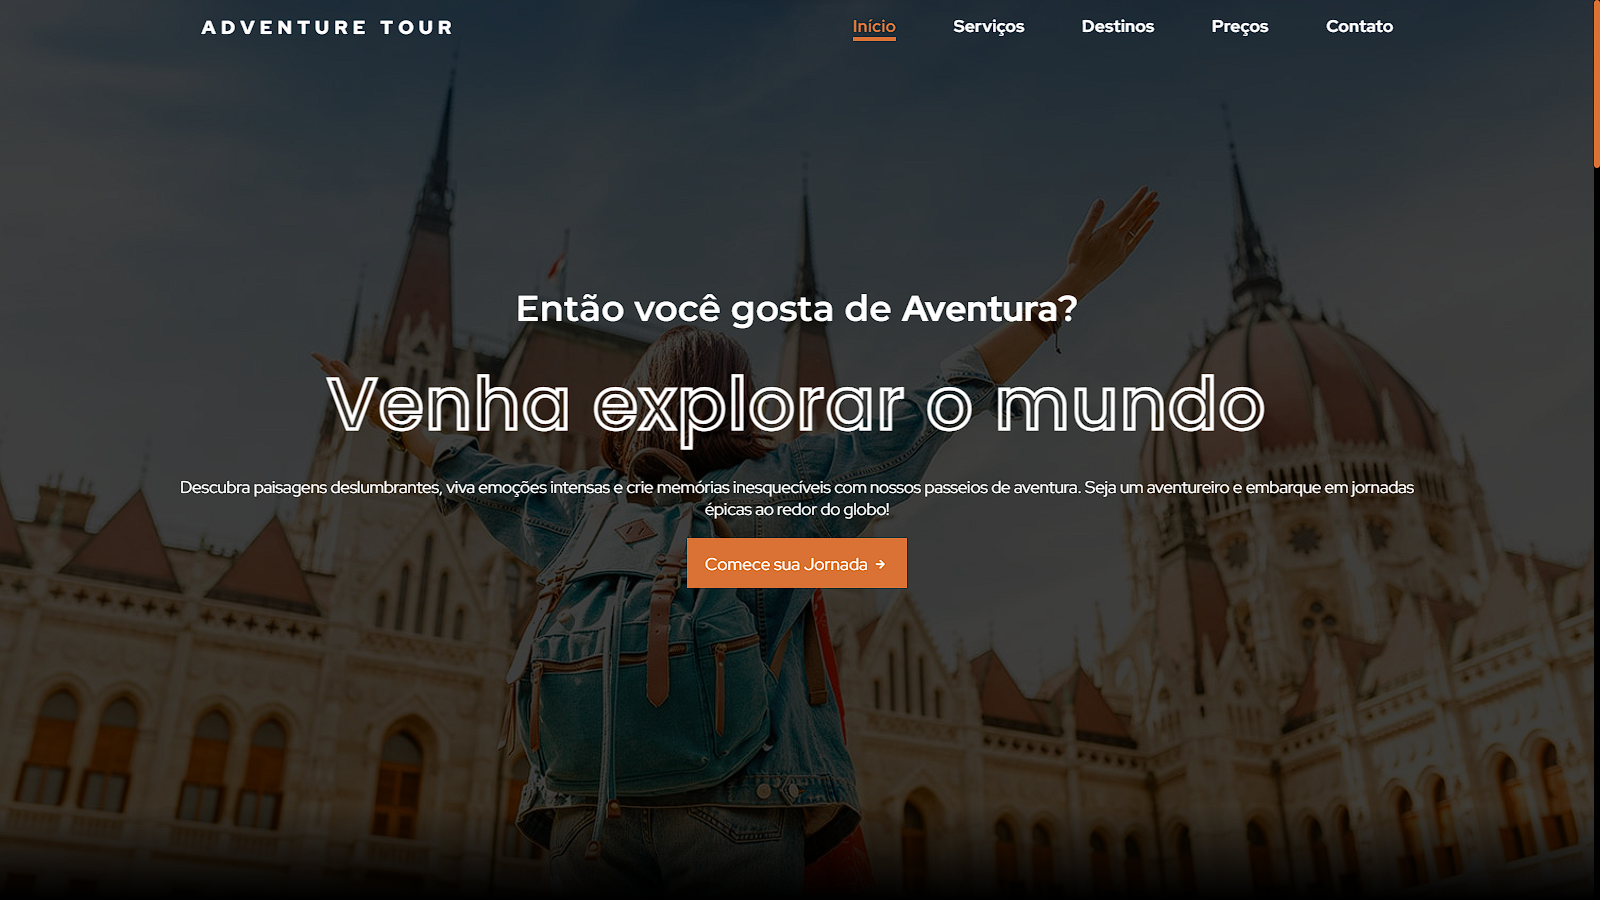 ADVENTURE TOUR
Início Serviços Destinos Preços Contato
Então você gosta de Aventura?
Venha explorar o mundo
Descubra paisagens deslumbrantes, viva emoções intensas e crie memórias inesquecíveis com nossos passeios de aventura. Seja um aventureiro e embarque em jornadas
épicas ao redor do globo!
Comece sua Jornada →